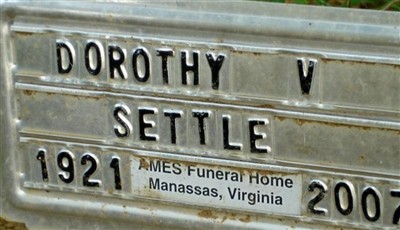 DOROTHY V
SETTLE
1921 AMES Funeral Home 2007
Manassas, Virginia